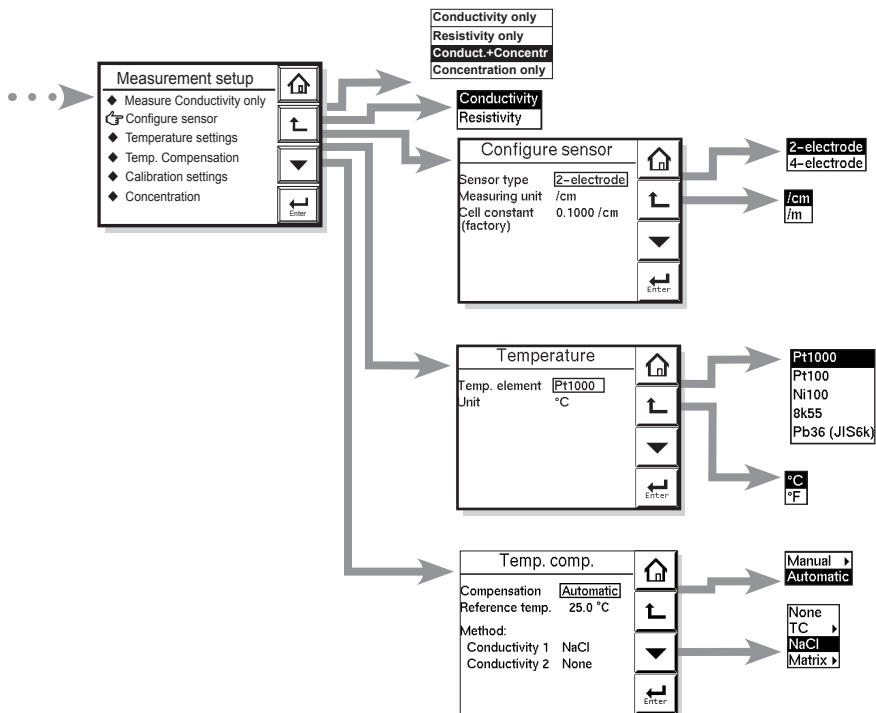 Conductivity only
Resistivity only
Conduct.+Concentr
Concentration only
Measurement setup
Measure Conductivity only
Configure sensor
Temperature settings
Temp. Compensation
Calibration settings
Concentration
Enter
Conductivity
Resistivity
Configure sensor
Sensor type 2-electrode
Measuring unit /cm
Cell constant 0.1000 /cm
(factory)
Enter
2-electrode
4-electrode
/cm
/m
Temperature
Temp. element Pt1000
Unit °C
Enter
Pt1000
Pt100
Ni100
8k55
Pb36 (JIS6k)
°C
°F
Temp. comp.
Compensation Automatic
Reference temp. 25.0 °C
Method:
Conductivity 1 NaCl
Conductivity 2 None
Enter
Manual
Automatic
None
TC
NaCl
Matrix